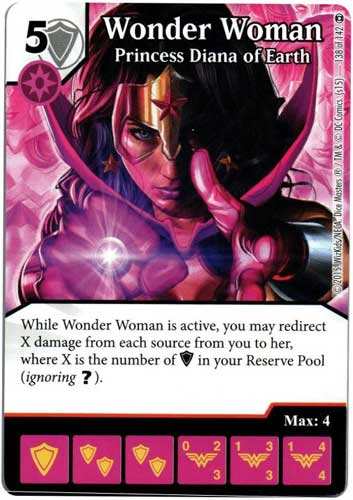 5
Wonder Woman
Princess Diana of Earth
138 of 142
© 2015 WizKids/NECA. Dice Masters ® / TM & © DC Comics. (s15)
While Wonder Woman is active, you may redirect
X damage from each source from you to her,
where X is the number of in your Reserve Pool
(ignoring ?).
Max: 4
0 2 3
1 3 3
1 4 4